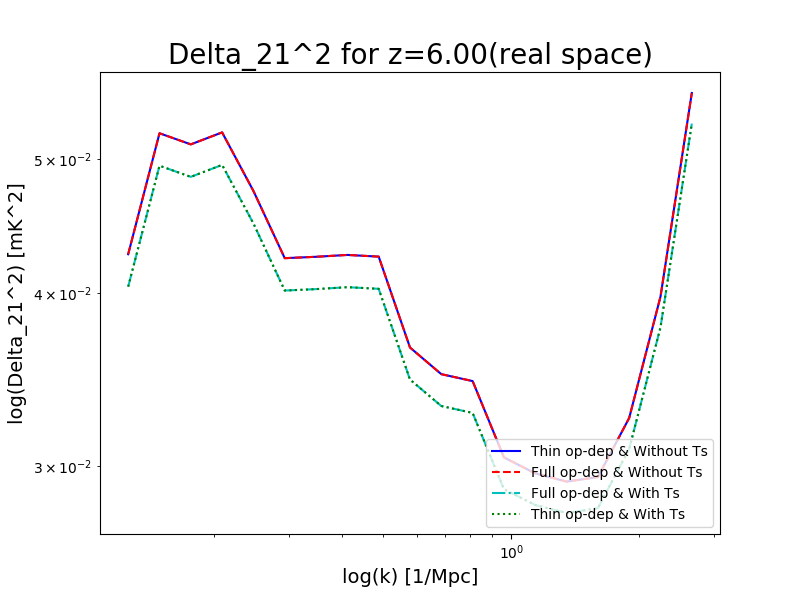 Delta_21^2 for z=6.00(real space)
log(Delta_21^2) [mK^2]
5 × 10^-2
4 × 10^-2
3 × 10^-2
Thin op-dep & Without Ts
Full op-dep & Without Ts
Full op-dep & With Ts
Thin op-dep & With Ts
10^0
log(k) [1/Mpc]